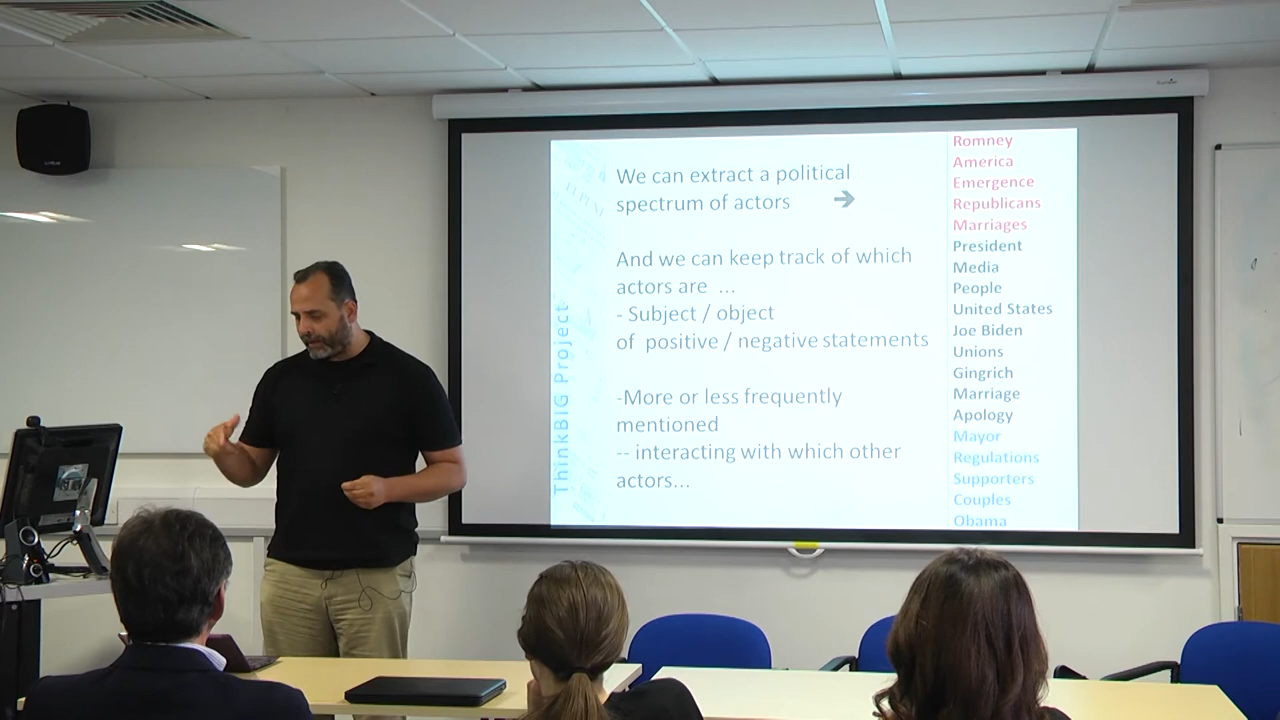 We can extract a political
spectrum of actors →
And we can keep track of which
actors are ...
- Subject / object
of positive / negative statements
-More or less frequently
mentioned
-- interacting with which other
actors...
ThinkBIG Project
Romney
America
Emergence
Republicans
Marriages
President
Media
People
United States
Joe Biden
Unions
Gingrich
Marriage
Apology
Mayor
Regulations
Supporters
Couples
Obama